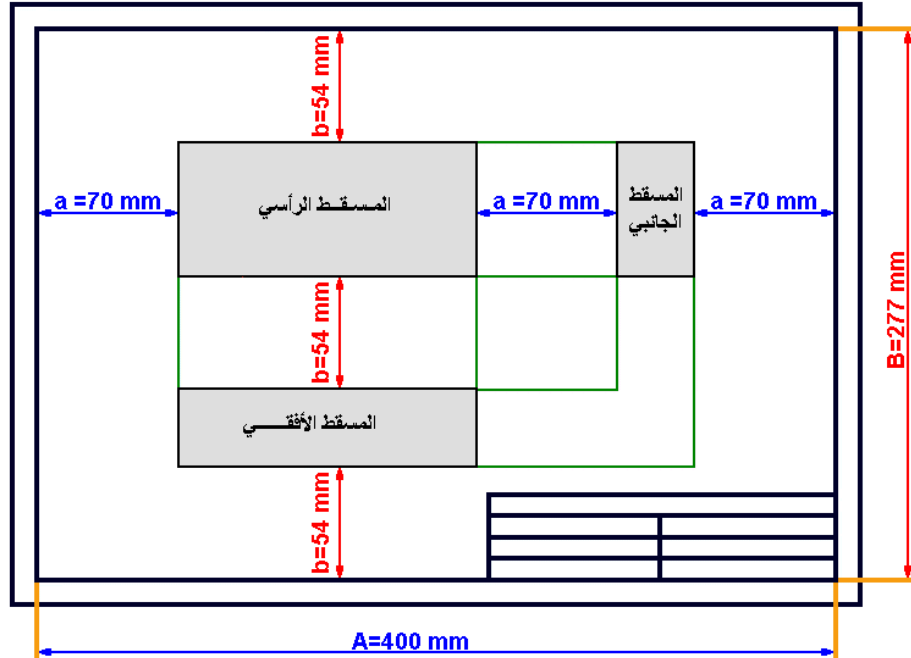 b=54 mm
المسقط الرأسي
المسقط
الجانبي
a =70 mm
a =70 mm
a =70 mm
b=54 mm
B=277 mm
المسقط الأفقي
b=54 mm
A=400 mm